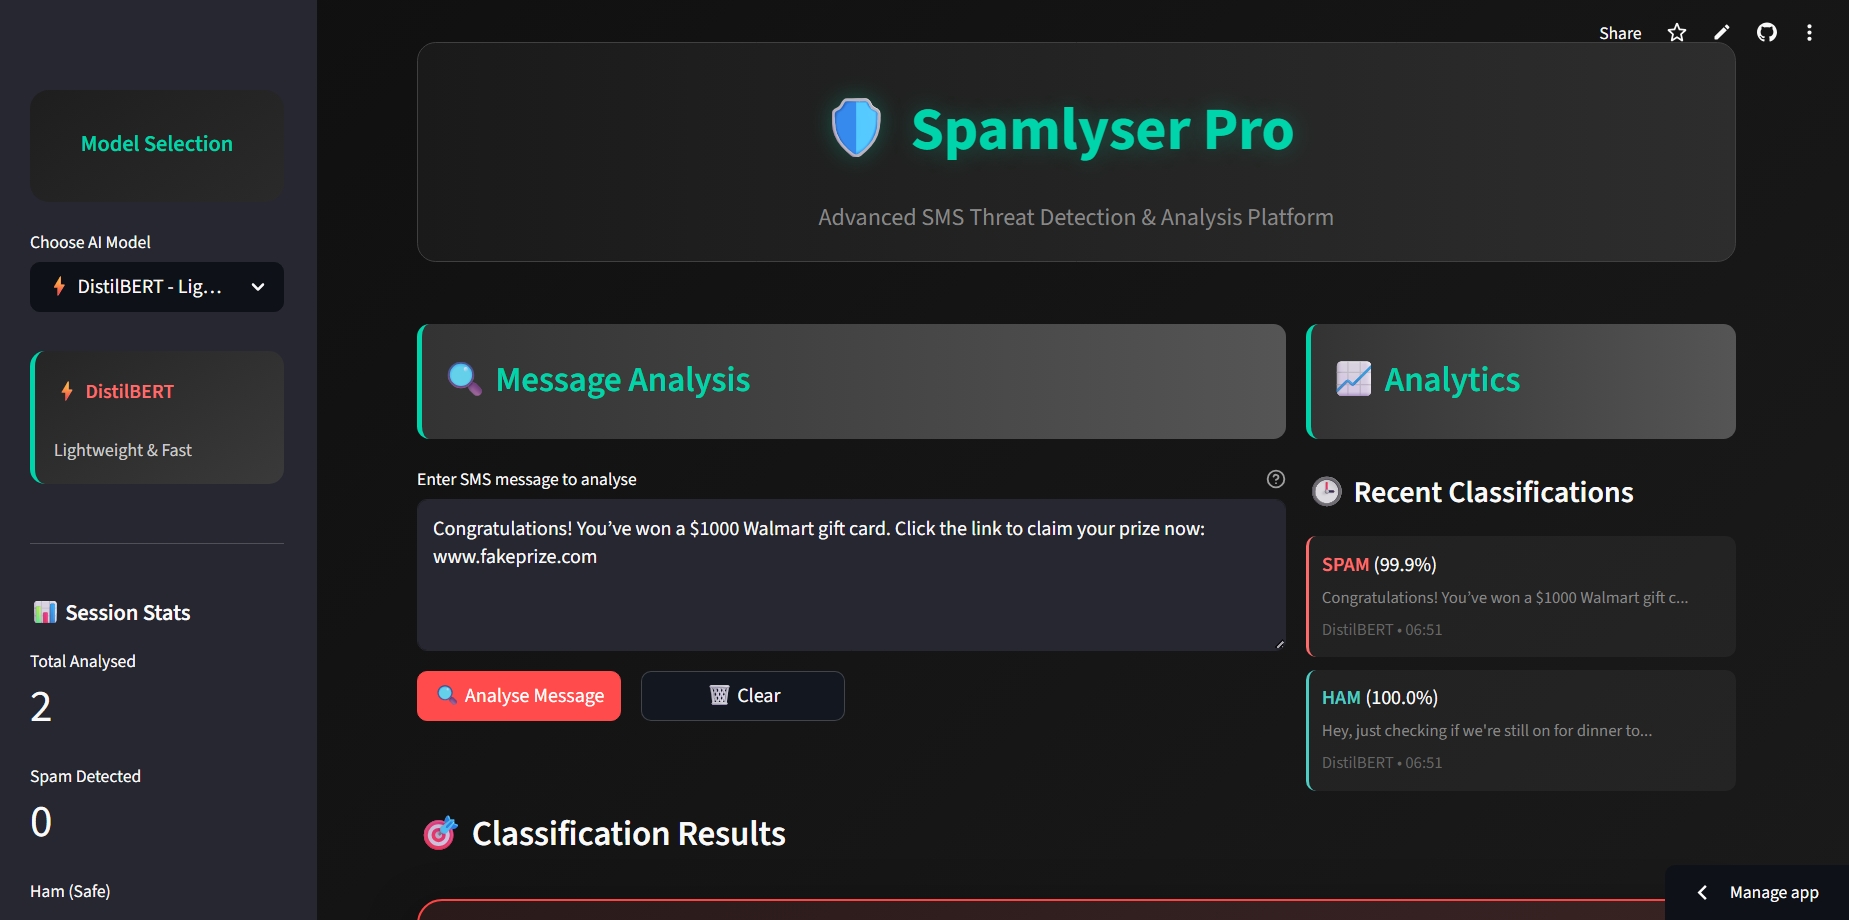 Share
Model Selection
Choose AI Model
DistilBERT - Lig...
DistilBERT
Lightweight & Fast
Session Stats
Total Analysed
2
Spam Detected
0
Ham (Safe)
Spamlyser Pro
Advanced SMS Threat Detection & Analysis Platform
Message Analysis
Enter SMS message to analyse
Congratulations! You’ve won a $1000 Walmart gift card. Click the link to claim your prize now:
www.fakeprize.com
Analyse Message
Clear
Classification Results
Analytics
Recent Classifications
SPAM (99.9%)
Congratulations! You’ve won a $1000 Walmart gift c...
DistilBERT • 06:51
HAM (100.0%)
Hey, just checking if we're still on for dinner to...
DistilBERT • 06:51
Manage app